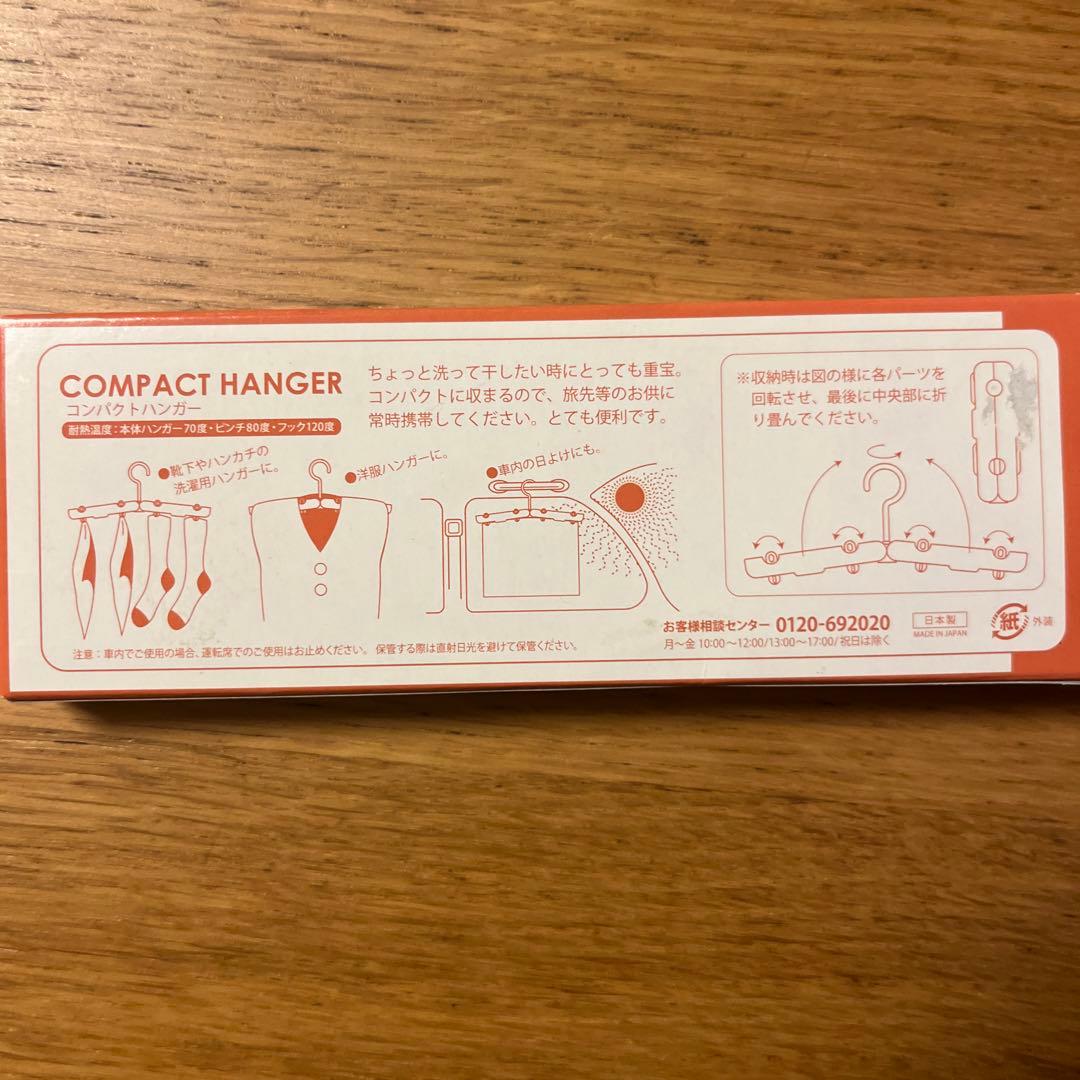 COMPACT HANGER
コンパクトハンガー
耐熱温度：本体ハンガー70度・ピンチ80度・フック120度
ちょっと洗って干したい時にとっても重宝。
コンパクトに収まるので、旅先等のお供に
常時携帯してください。とても便利です。
●靴下やハンカチの
洗濯用ハンガーに。
●洋服ハンガーに。
●車内の日よけにも。
※収納時は図の様に各パーツを
回転させ、最後に中央部に折
り畳んでください。
注意：車内でご使用の場合、運転席でのご使用はお止めください。 保管する際は直射日光を避けて保管ください。
お客様相談センター 0120-692020
月～金 10:00～12:00/13:00～17:00/ 祝日は除く
日本製
MADE IN JAPAN
紙
外装